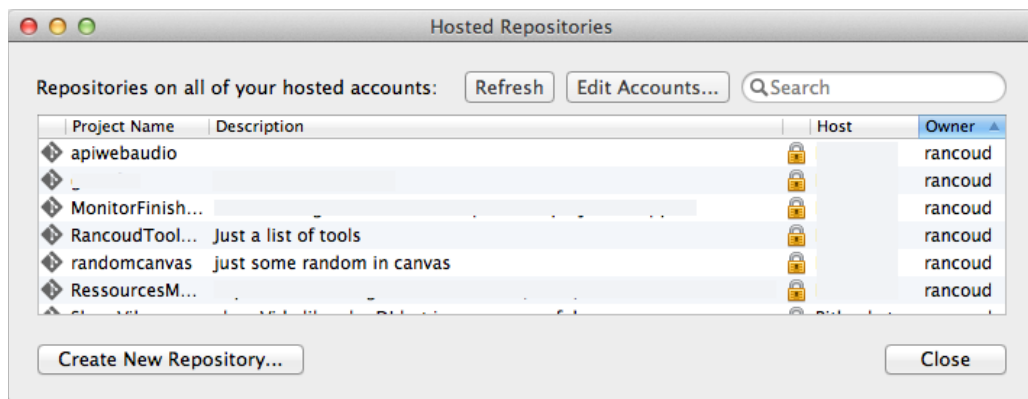 Hosted Repositories
Repositories on all of your hosted accounts: Refresh Edit Accounts... Search
Project Name Description Host Owner
apiwebaudio rancoud
rancoud
MonitorFinish... rancoud
RancoudTool... Just a list of tools rancoud
randomcanvas just some random in canvas rancoud
RessourcesM... rancoud
Create New Repository... Close